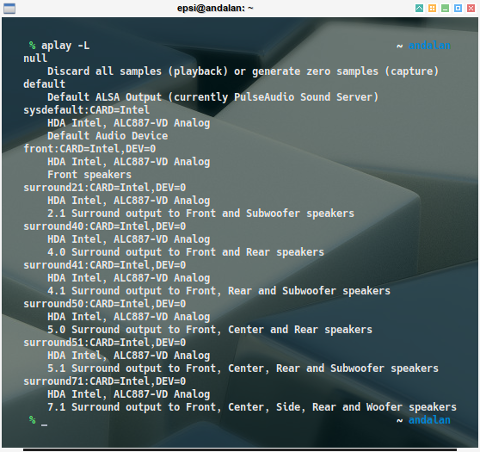 epsi@andalan: ~
% aplay -L ~ andalan
null
Discard all samples (playback) or generate zero samples (capture)
default
Default ALSA Output (currently PulseAudio Sound Server)
sysdefault:CARD=Intel
HDA Intel, ALC887-VD Analog
Default Audio Device
front:CARD=Intel,DEV=0
HDA Intel, ALC887-VD Analog
Front speakers
surround21:CARD=Intel,DEV=0
HDA Intel, ALC887-VD Analog
2.1 Surround output to Front and Subwoofer speakers
surround40:CARD=Intel,DEV=0
HDA Intel, ALC887-VD Analog
4.0 Surround output to Front and Rear speakers
surround41:CARD=Intel,DEV=0
HDA Intel, ALC887-VD Analog
4.1 Surround output to Front, Rear and Subwoofer speakers
surround50:CARD=Intel,DEV=0
HDA Intel, ALC887-VD Analog
5.0 Surround output to Front, Center and Rear speakers
surround51:CARD=Intel,DEV=0
HDA Intel, ALC887-VD Analog
5.1 Surround output to Front, Center, Rear and Subwoofer speakers
surround71:CARD=Intel,DEV=0
HDA Intel, ALC887-VD Analog
7.1 Surround output to Front, Center, Side, Rear and Woofer speakers
% _ ~ andalan